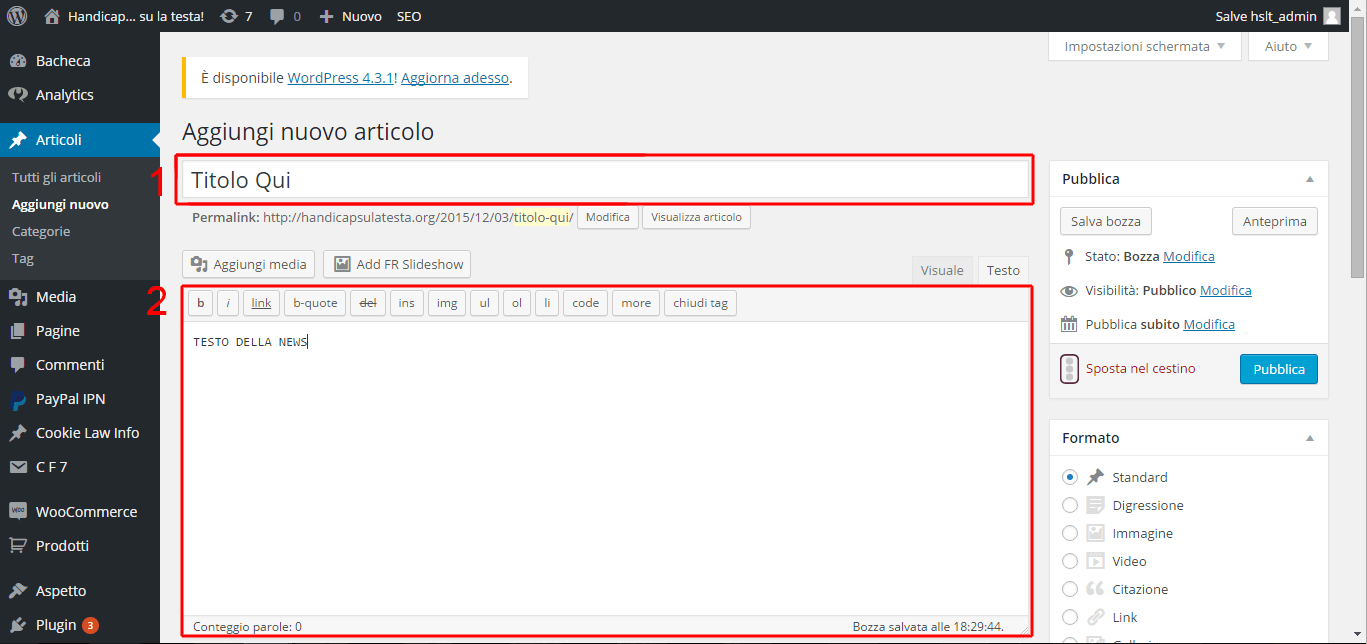 Handicap... su la testa! 7 0 Nuovo SEO Salve hslt_admin
Impostazioni schermata Aiuto
Bacheca
Analytics
Articoli
Tutti gli articoli
Aggiungi nuovo
Categorie
Tag
Media
Pagine
Commenti
PayPal IPN
Cookie Law Info
C F 7
WooCommerce
Prodotti
Aspetto
Plugin 3
È disponibile WordPress 4.3.1! Aggiorna adesso.
Aggiungi nuovo articolo
1
Titolo Qui
Permalink: http://handicapsulatesta.org/2015/12/03/titolo-qui/ Modifica Visualizza articolo
Aggiungi media Add FR Slideshow
Visuale Testo
2
b i link b-quote del ins img ul ol li code more chiudi tag
TESTO DELLA NEWS
Conteggio parole: 0 Bozza salvata alle 18:29:44.
Pubblica
Salva bozza Anteprima
Stato: Bozza Modifica
Visibilità: Pubblico Modifica
Pubblica subito Modifica
Sposta nel cestino Pubblica
Formato
Standard
Digressione
Immagine
Video
Citazione
Link